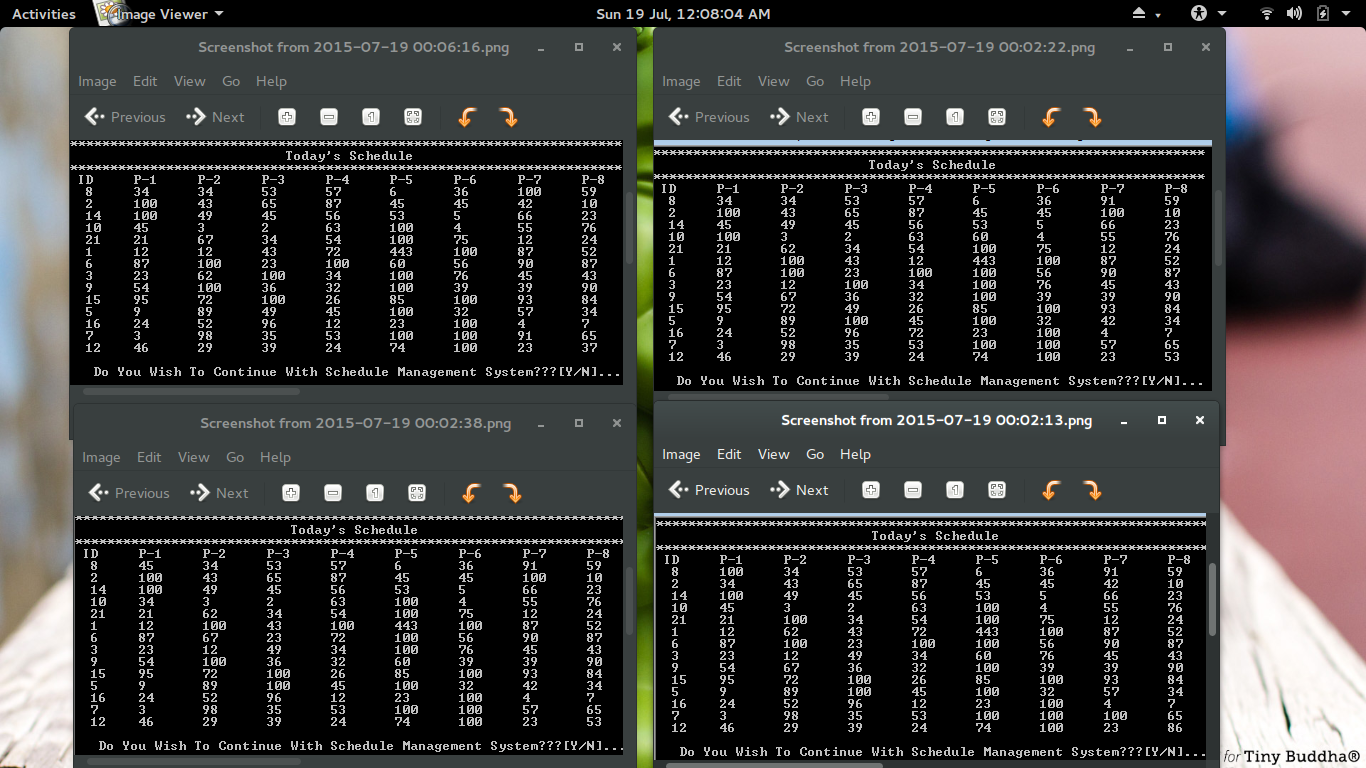 Activities Image Viewer Sun 19 Jul, 12:08:04 AM
Screenshot from 2015-07-19 00:06:16.png
Image Edit View Go Help
Previous Next
Today's Schedule
ID P-1 P-2 P-3 P-4 P-5 P-6 P-7 P-8
8 34 34 53 57 6 36 100 59
2 100 43 65 87 45 45 42 10
14 100 49 45 56 53 5 66 23
10 45 3 2 63 100 4 55 76
21 21 67 34 54 100 75 12 24
1 12 12 43 72 443 100 87 52
6 87 100 23 100 60 56 90 87
3 23 62 100 34 100 76 45 43
9 54 100 36 32 100 39 39 90
15 95 72 100 26 85 100 93 84
5 9 89 49 45 100 32 57 34
16 24 52 96 12 23 100 4 7
7 3 98 35 53 100 100 91 65
12 46 29 39 24 74 100 23 37
Do You Wish To Continue With Schedule Management System???[Y/N]...
Screenshot from 2015-07-19 00:02:22.png
Image Edit View Go Help
Previous Next
Today's Schedule
ID P-1 P-2 P-3 P-4 P-5 P-6 P-7 P-8
8 34 34 53 57 6 36 91 59
2 100 43 65 87 45 45 100 10
14 45 49 45 56 53 5 66 23
10 100 3 2 63 60 4 55 76
21 21 62 34 54 100 75 12 24
1 12 100 43 12 443 100 87 52
6 87 100 23 100 100 56 90 87
3 23 12 100 34 100 76 45 43
9 54 67 36 32 100 39 39 90
15 95 72 49 26 85 100 93 84
5 9 89 100 45 100 32 42 34
16 24 52 96 72 23 100 4 7
7 3 98 35 53 100 100 57 65
12 46 29 39 24 74 100 23 53
Do You Wish To Continue With Schedule Management System???[Y/N]...
Screenshot from 2015-07-19 00:02:38.png
Image Edit View Go Help
Previous Next
Today's Schedule
ID P-1 P-2 P-3 P-4 P-5 P-6 P-7 P-8
8 45 34 53 57 6 36 91 59
2 100 43 65 87 45 45 100 10
14 100 49 45 56 53 5 66 23
10 34 3 2 63 100 4 55 76
21 21 62 34 54 100 75 12 24
1 12 100 43 100 443 100 87 52
6 87 67 23 72 100 56 90 87
3 23 12 49 34 100 76 45 43
9 54 100 36 32 60 39 39 90
15 95 72 100 26 85 100 93 84
5 9 89 100 45 100 32 42 34
16 24 52 96 12 23 100 4 7
7 3 98 35 53 100 100 57 65
12 46 29 39 24 74 100 23 53
Do You Wish To Continue With Schedule Management System???[Y/N]...
Screenshot from 2015-07-19 00:02:13.png
Image Edit View Go Help
Previous Next
Today's Schedule
ID P-1 P-2 P-3 P-4 P-5 P-6 P-7 P-8
8 100 34 53 57 6 36 91 59
2 34 43 65 87 45 45 42 10
14 100 49 45 56 53 5 66 23
10 45 3 2 63 100 4 55 76
21 21 100 34 54 100 75 12 24
1 12 62 43 72 443 100 87 52
6 87 100 23 100 100 56 90 87
3 23 12 49 34 60 76 45 43
9 54 67 36 32 100 39 39 90
15 95 72 100 26 85 100 93 84
5 9 89 100 45 100 32 57 34
16 24 52 96 12 23 100 4 7
7 3 98 35 53 100 100 100 65
12 46 29 39 24 74 100 23 86
Do You Wish To Continue With Schedule Management System???[Y/N]...
for Tiny Buddha®